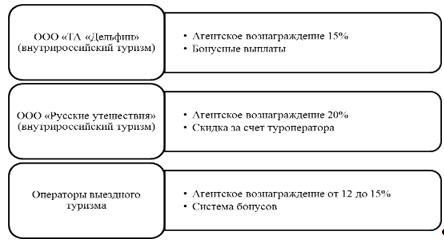 ООО «ТА «Дельфин»
(внутрироссийский туризм)
• Агентское вознаграждение 15%
• Бонусные выплаты
ООО «Русские утешествия»
(внутрироссийский туризм)
• Агентское вознаграждение 20%
• Скидка за счет туроператора
Операторы выездного
туризма
• Агентское вознаграждение от 12 до 15%
• Система бонусов